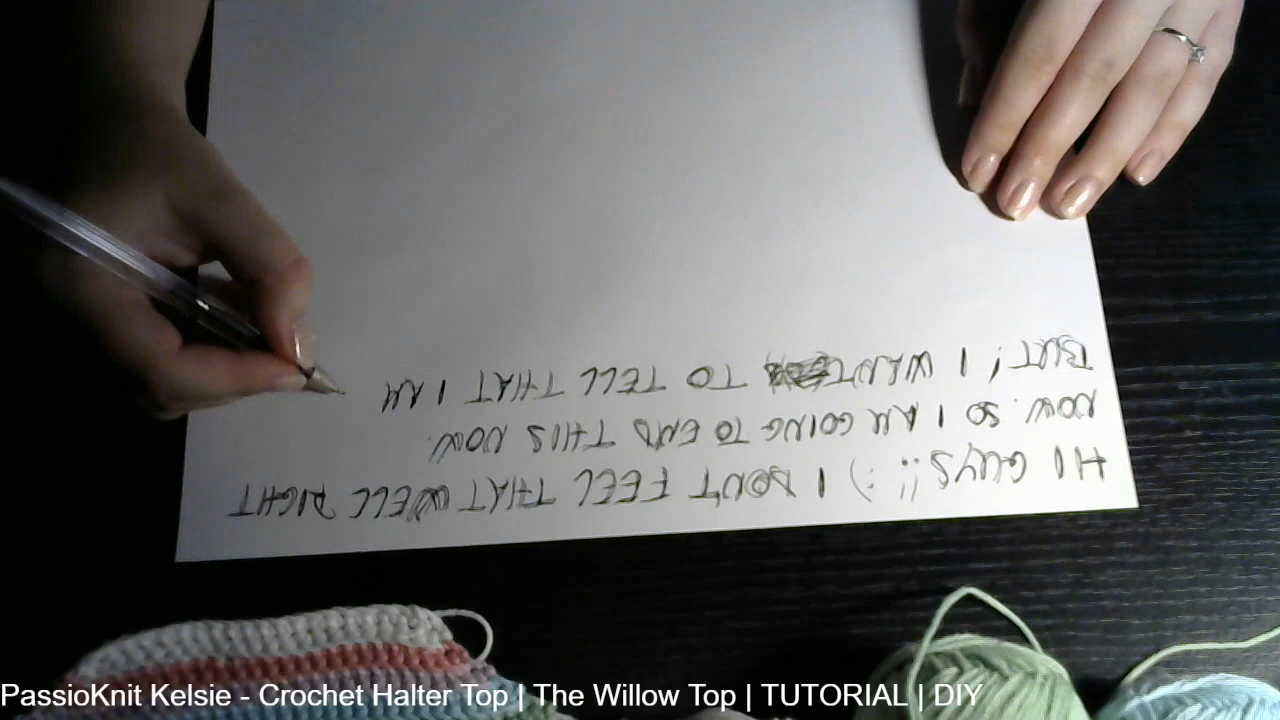 HI GUYS!! :) I DON'T FEEL THAT WELL RIGHT
NOW. SO I AM GOING TO END THIS NOW.
BUT ; I WANT TO TELL THAT I AM
PassioKnit Kelsie - Crochet Halter Top | The Willow Top | TUTORIAL | DIY